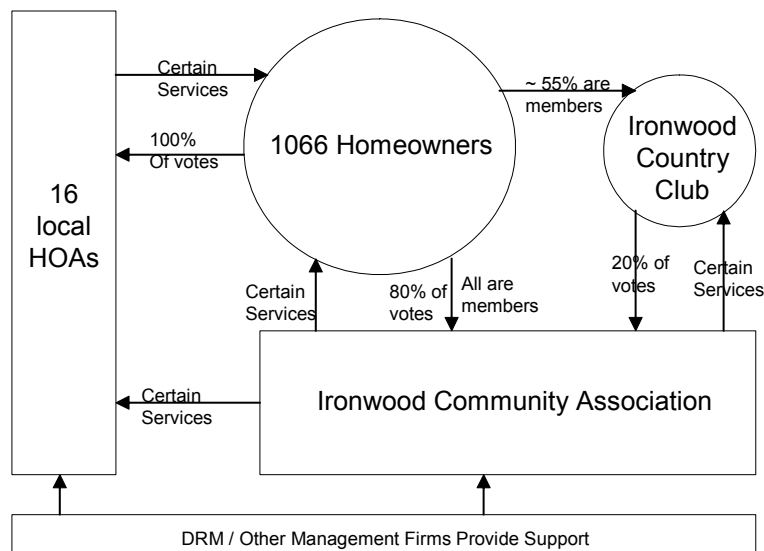 Certain
Services
100%
Of votes
16
local
HOAs
1066 Homeowners
~ 55% are
members
Ironwood
Country
Club
Certain
Services
80% of
votes
All are
members
20% of
votes
Certain
Services
Certain
Services
Ironwood Community Association
DRM / Other Management Firms Provide Support